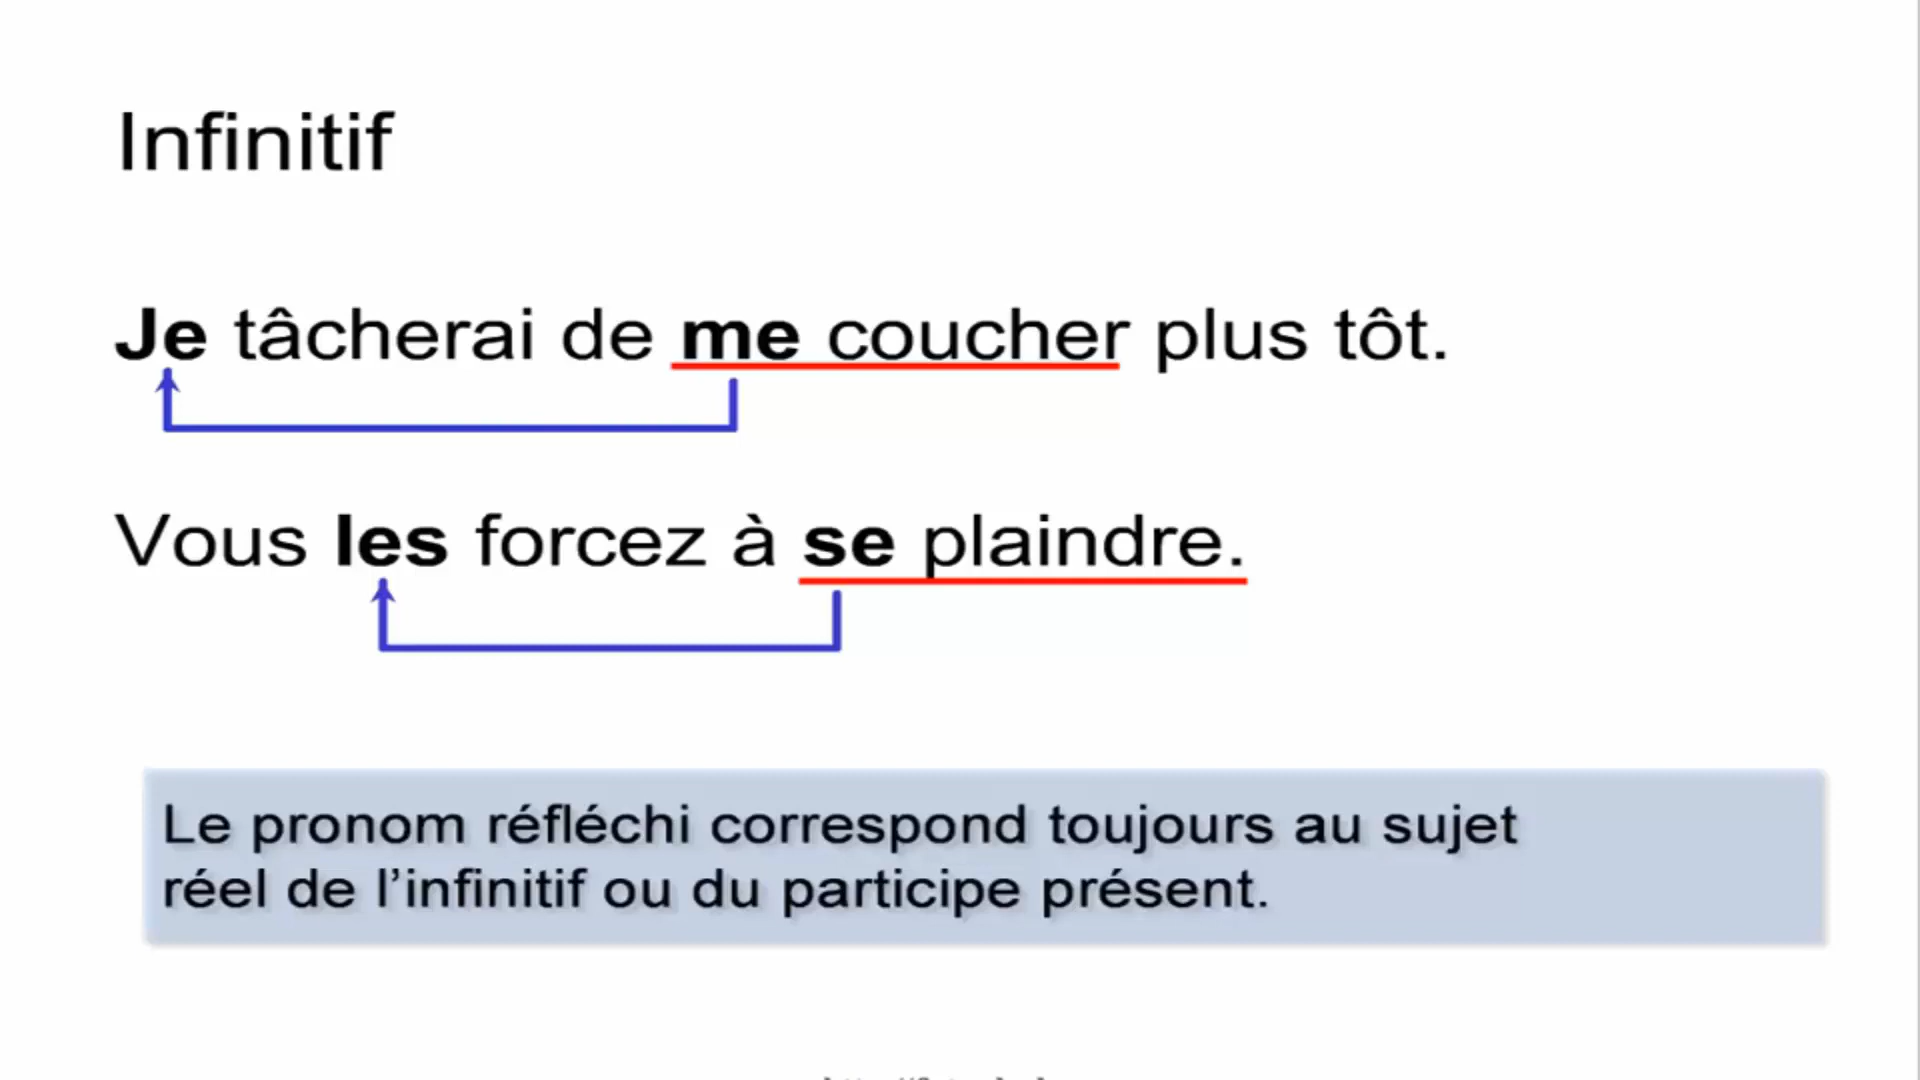 Infinitif
Je tâcherai de me coucher plus tôt.
Vous les forcez à se plaindre.
Le pronom réfléchi correspond toujours au sujet
réel de l’infinitif ou du participe présent.